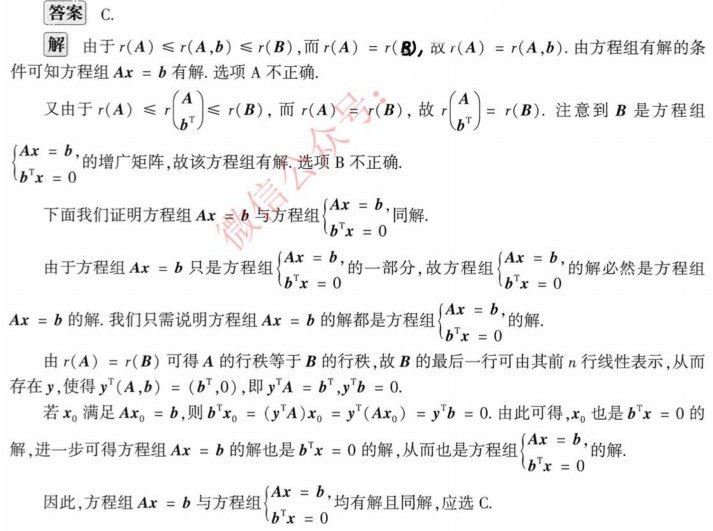 答案 C.
解 由于 r(A) ≤ r(A,b) ≤ r(B),而 r(A) = r(B), 故 r(A) = r(A,b). 由方程组有解的条
件可知方程组 Ax = b 有解. 选项 A 不正确.
又由于 r(A) ≤ r(A bᵀ) ≤ r(B), 而 r(A) = r(B), 故 r(A bᵀ) = r(B). 注意到 B 是方程组
{Ax = b, bᵀx = 0 的增广矩阵,故该方程组有解. 选项 B 不正确.
下面我们证明方程组 Ax = b 与方程组{Ax = b, bᵀx = 0 同解.
由于方程组 Ax = b 只是方程组{Ax = b, bᵀx = 0 的一部分,故方程组{Ax = b, bᵀx = 0 的解必然是方程组
Ax = b 的解. 我们只需说明方程组 Ax = b 的解都是方程组{Ax = b, bᵀx = 0 的解.
由 r(A) = r(B) 可得 A 的行秩等于 B 的行秩,故 B 的最后一行可由其前 n 行线性表示,从而
存在 y,使得 yᵀ(A,b) = (bᵀ,0),即 yᵀA = bᵀ,yᵀb = 0.
若 x₀ 满足 Ax₀ = b,则 bᵀx₀ = (yᵀA)x₀ = yᵀ(Ax₀) = yᵀb = 0. 由此可得,x₀ 也是 bᵀx = 0 的
解,进一步可得方程组 Ax = b 的解也是 bᵀx = 0 的解,从而也是方程组{Ax = b, bᵀx = 0 的解.
因此,方程组 Ax = b 与方程组{Ax = b, bᵀx = 0 均有解且同解,应选 C.
微信公众号: